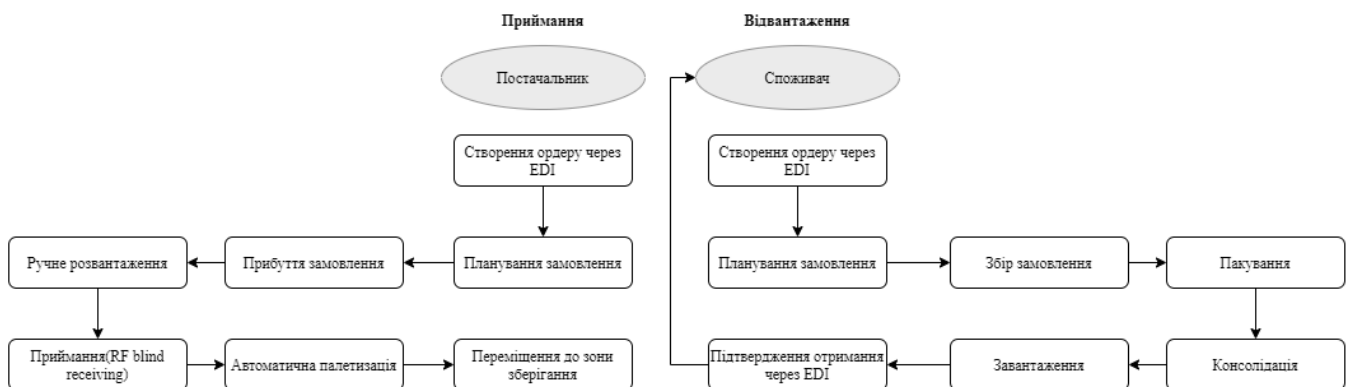 Приймання
Відвантаження
Постачальник
Споживач
Створення ордеру через
EDI
Створення ордеру через
EDI
Ручне розвантаження
Прибуття замовлення
Планування замовлення
Планування замовлення
Збір замовлення
Пакування
Приймання(RF blind
receiving)
Автоматична палетизація
Переміщення до зони
зберігання
Підтвердження отримання
через EDI
Завантаження
Консолідація